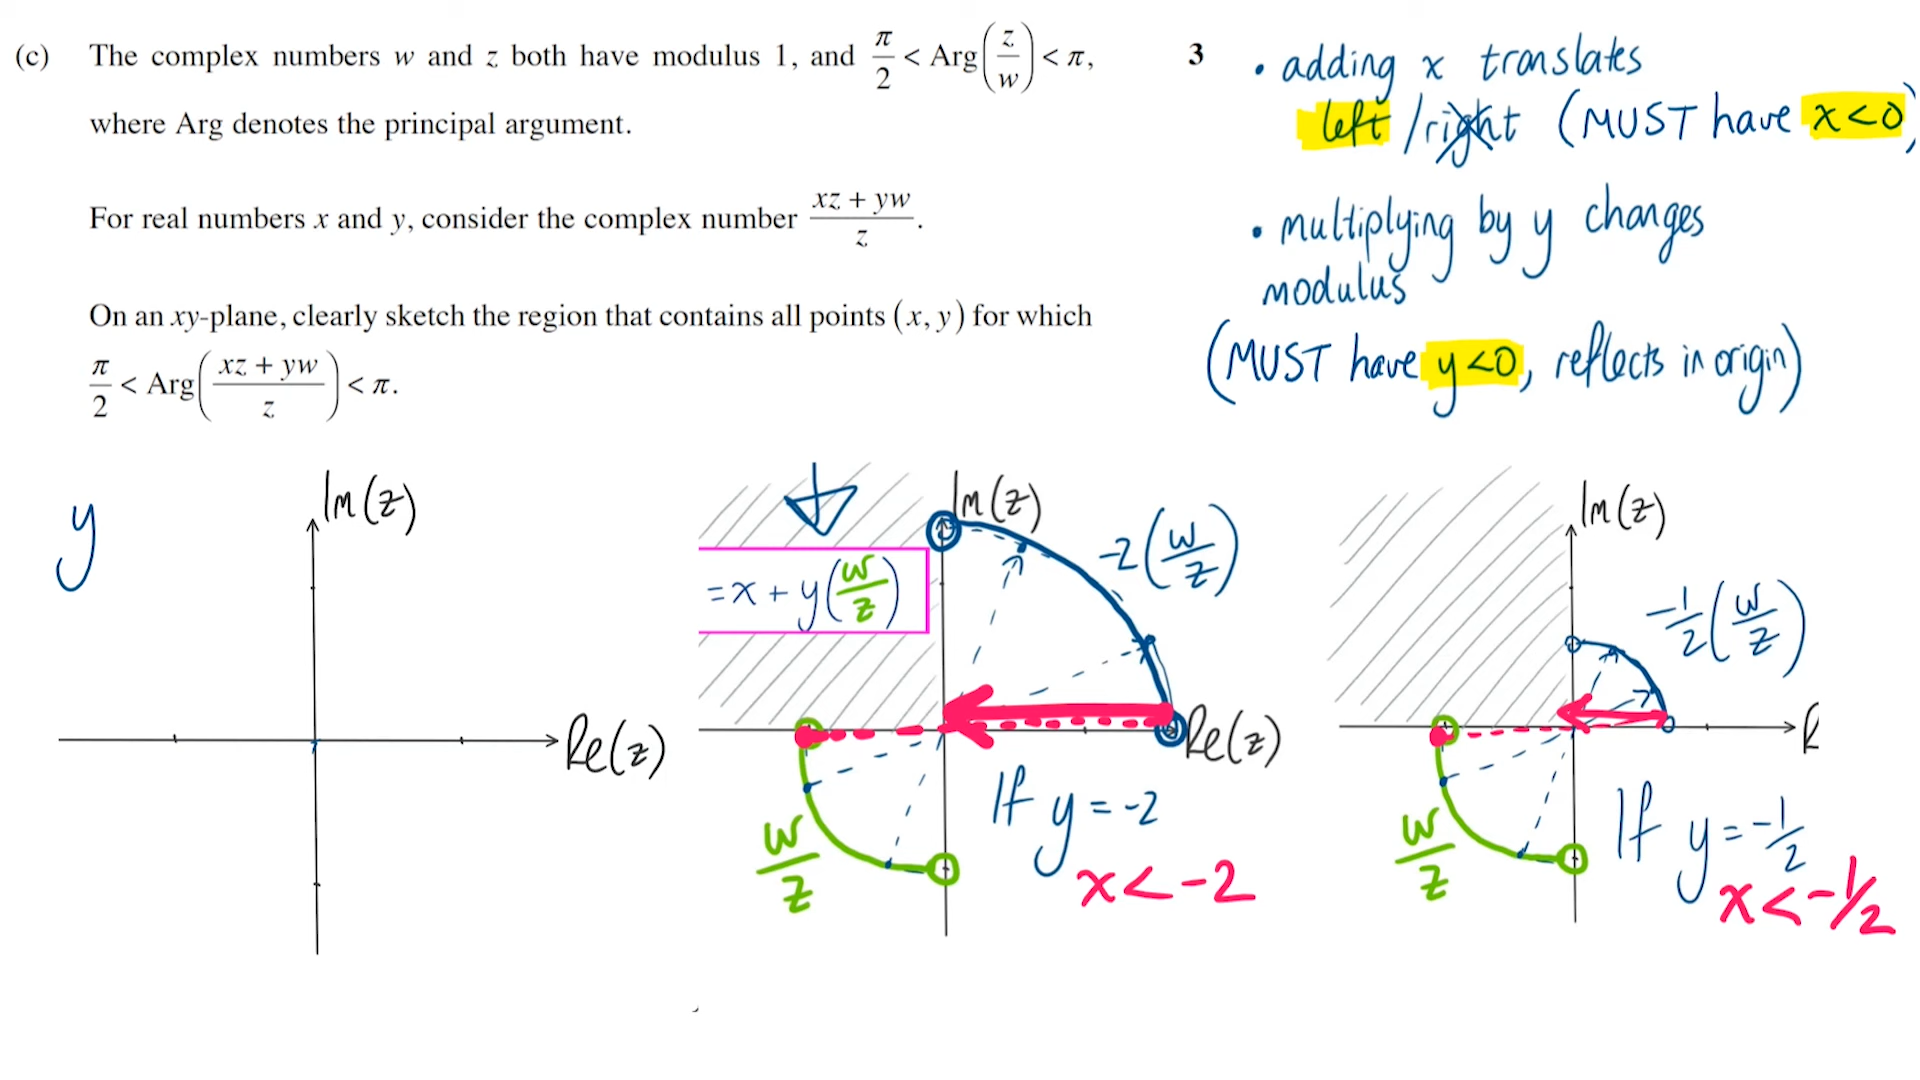 (c) The complex numbers w and z both have modulus 1, and π/2 < Arg(z/w) < π, 3
where Arg denotes the principal argument.
For real numbers x and y, consider the complex number (xz + yw)/z.
On an xy-plane, clearly sketch the region that contains all points (x, y) for which
π/2 < Arg((xz + yw)/z) < π.
• adding x translates
left/right (MUST have x<0)
• multiplying by y changes
modulus
(MUST have y<0, reflects in origin)
y
Im(z)
Re(z)
Im(z)
-2(w/z)
=x + y(w/z)
Re(z)
If y = -2
w/z
x < -2
Im(z)
-1/2(w/z)
R
If y = -1/2
w/z
x < -1/2